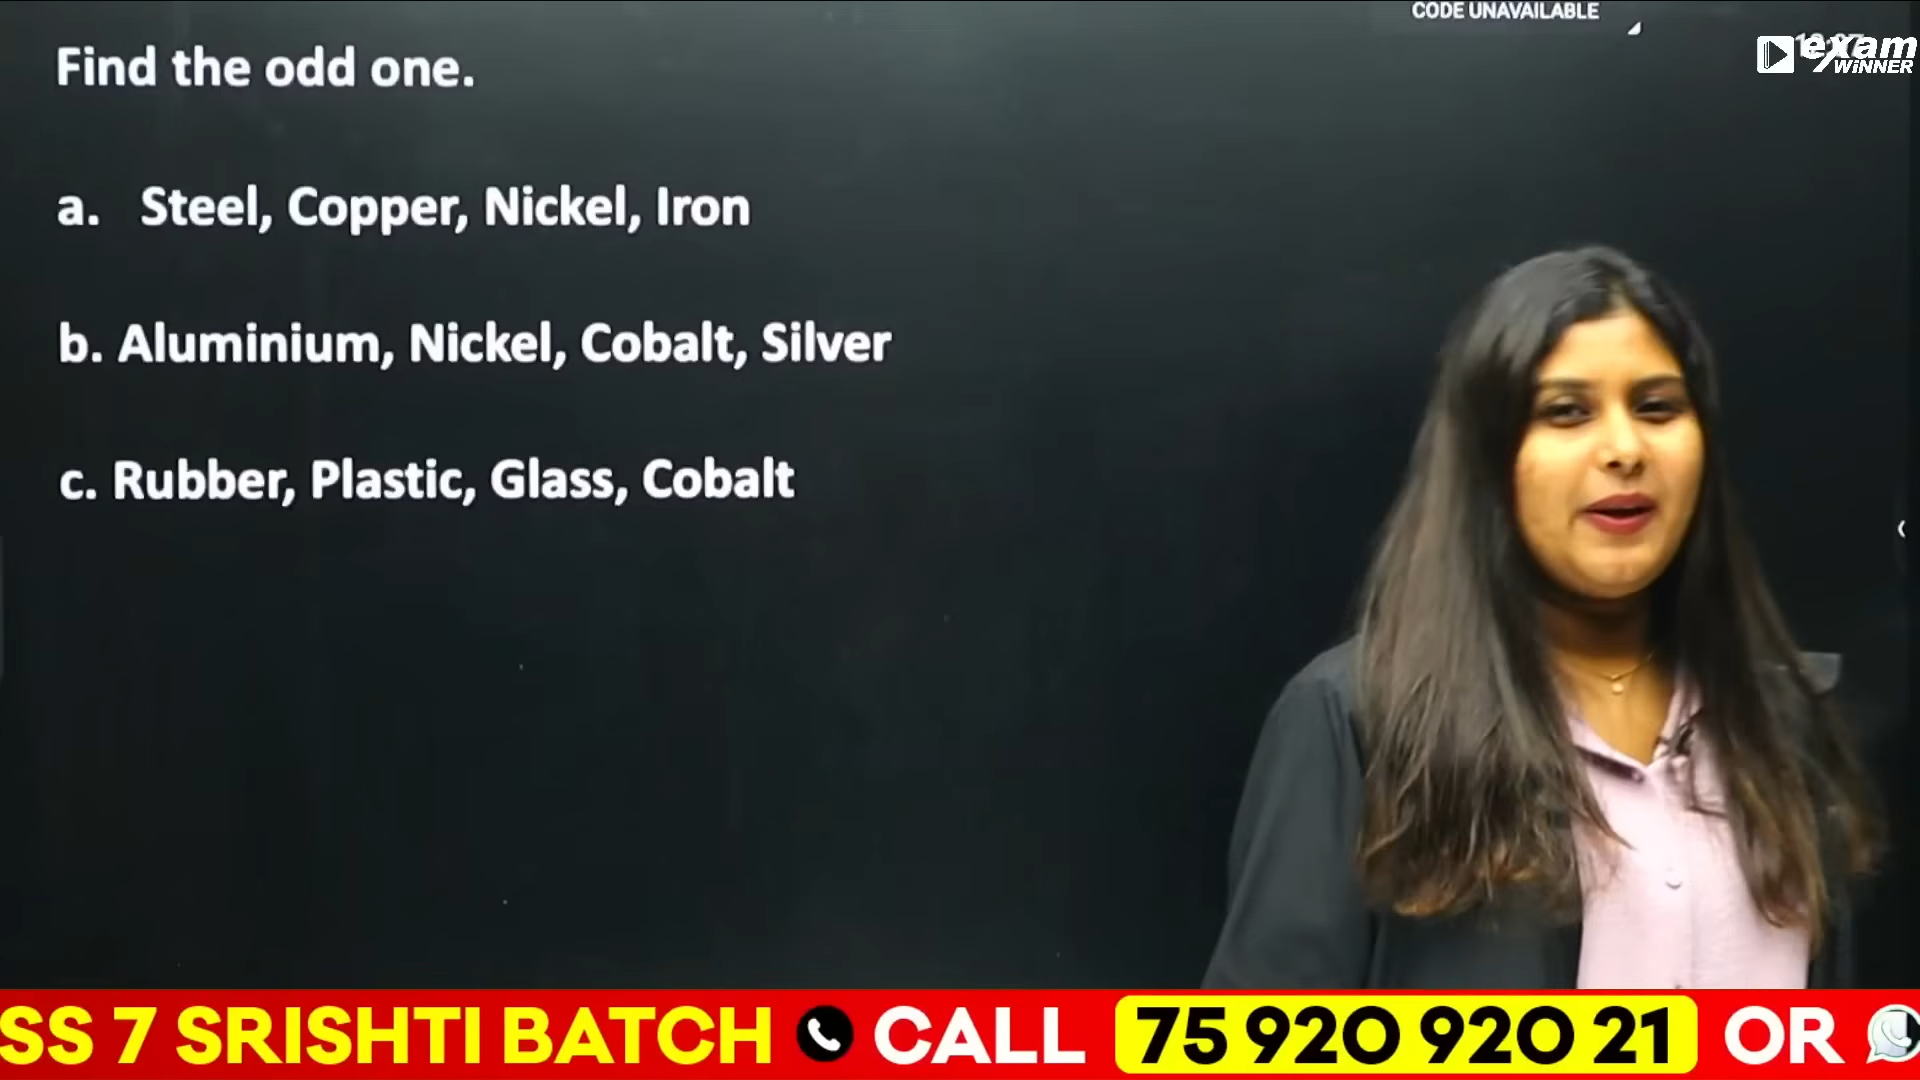 CODE UNAVAILABLE
exam
WINNER
Find the odd one.
a. Steel, Copper, Nickel, Iron
b. Aluminium, Nickel, Cobalt, Silver
c. Rubber, Plastic, Glass, Cobalt
SS 7 SRISHTI BATCH CALL 75 920 920 21 OR